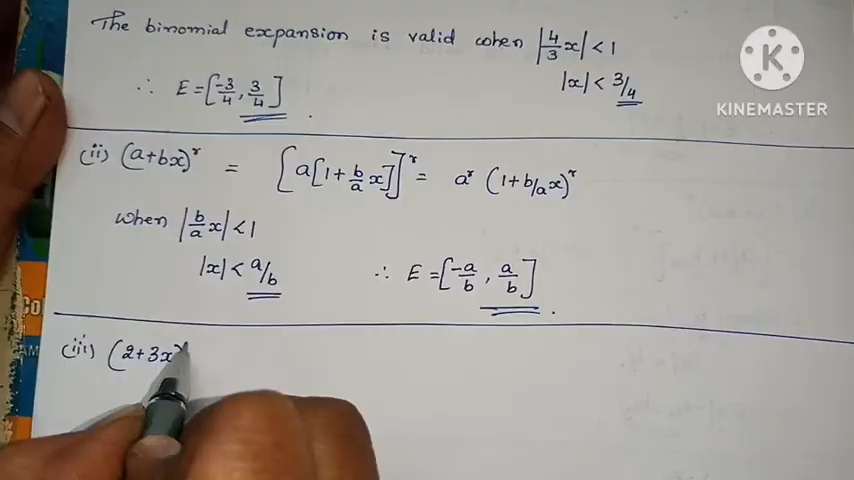 The binomial expansion is valid when |4/3 x| < 1
|x| < 3/4
∴ E = [-3/4, 3/4].
KINEMASTER
(ii) (a+bx)^r = [a[1+b/a x]]^r = a^r (1+b/a x)^r
when |b/a x| < 1
|x| < a/b ∴ E = [-a/b, a/b].
(iii) (2+3x)